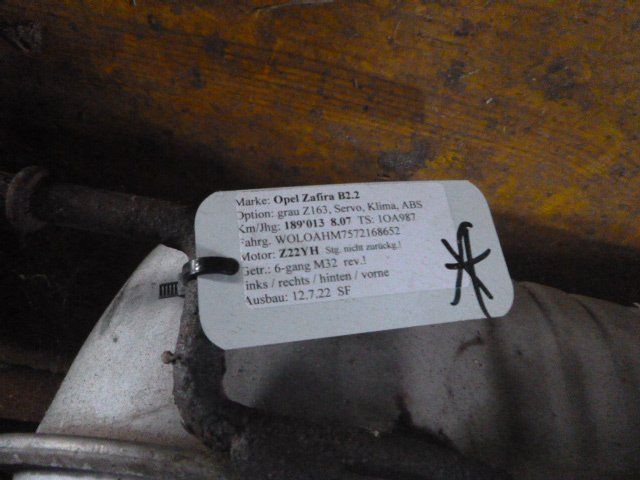 Marke: Opel Zafira B2.2
Option: grau Z163, Servo, Klima, ABS
Km/Jhg: 189'013 8.07 TS: 1OA987
Fahrg. WOLOAHM7572168652
Motor: Z22YH Stg. nicht zurückg.!
Getr.: 6-gang M32 rev.!
links / rechts / hinten / vorne
Ausbau: 12.7.22 SF